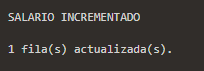 SALARIO INCREMENTADO
1 fila(s) actualizada(s).